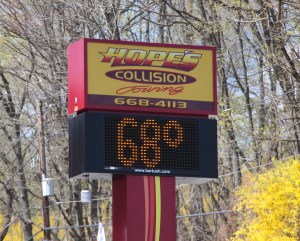 HOPE'S
COLLISION
Towing
668-4113
68°